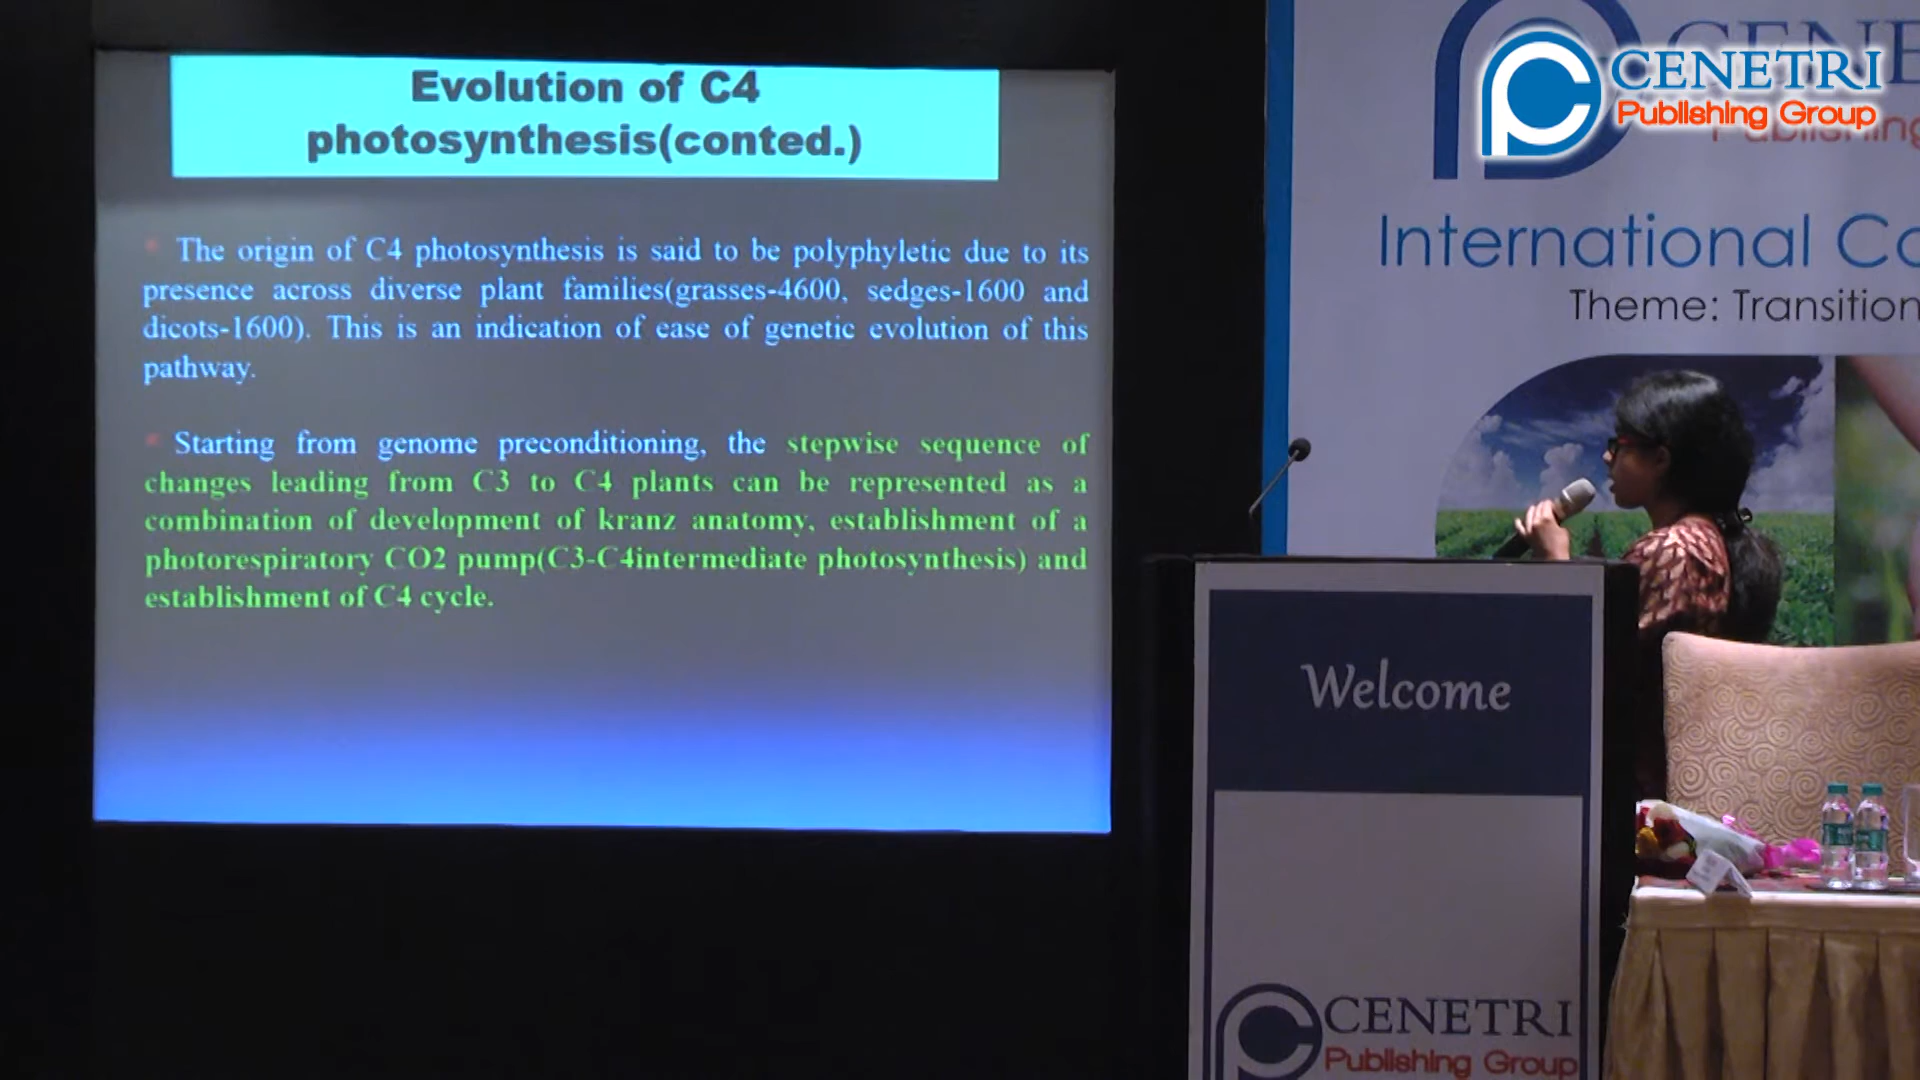 Evolution of C4
photosynthesis(conted.)
The origin of C4 photosynthesis is said to be polyphyletic due to its
presence across diverse plant families(grasses-4600, sedges-1600 and
dicots-1600). This is an indication of ease of genetic evolution of this
pathway.
Starting from genome preconditioning, the stepwise sequence of
changes leading from C3 to C4 plants can be represented as a
combination of development of kranz anatomy, establishment of a
photorespiratory CO2 pump(C3-C4intermediate photosynthesis) and
establishment of C4 cycle.
CENETRI
Publishing Group
International Co
Theme: Transition
Welcome
CENETRI
Publishing Group